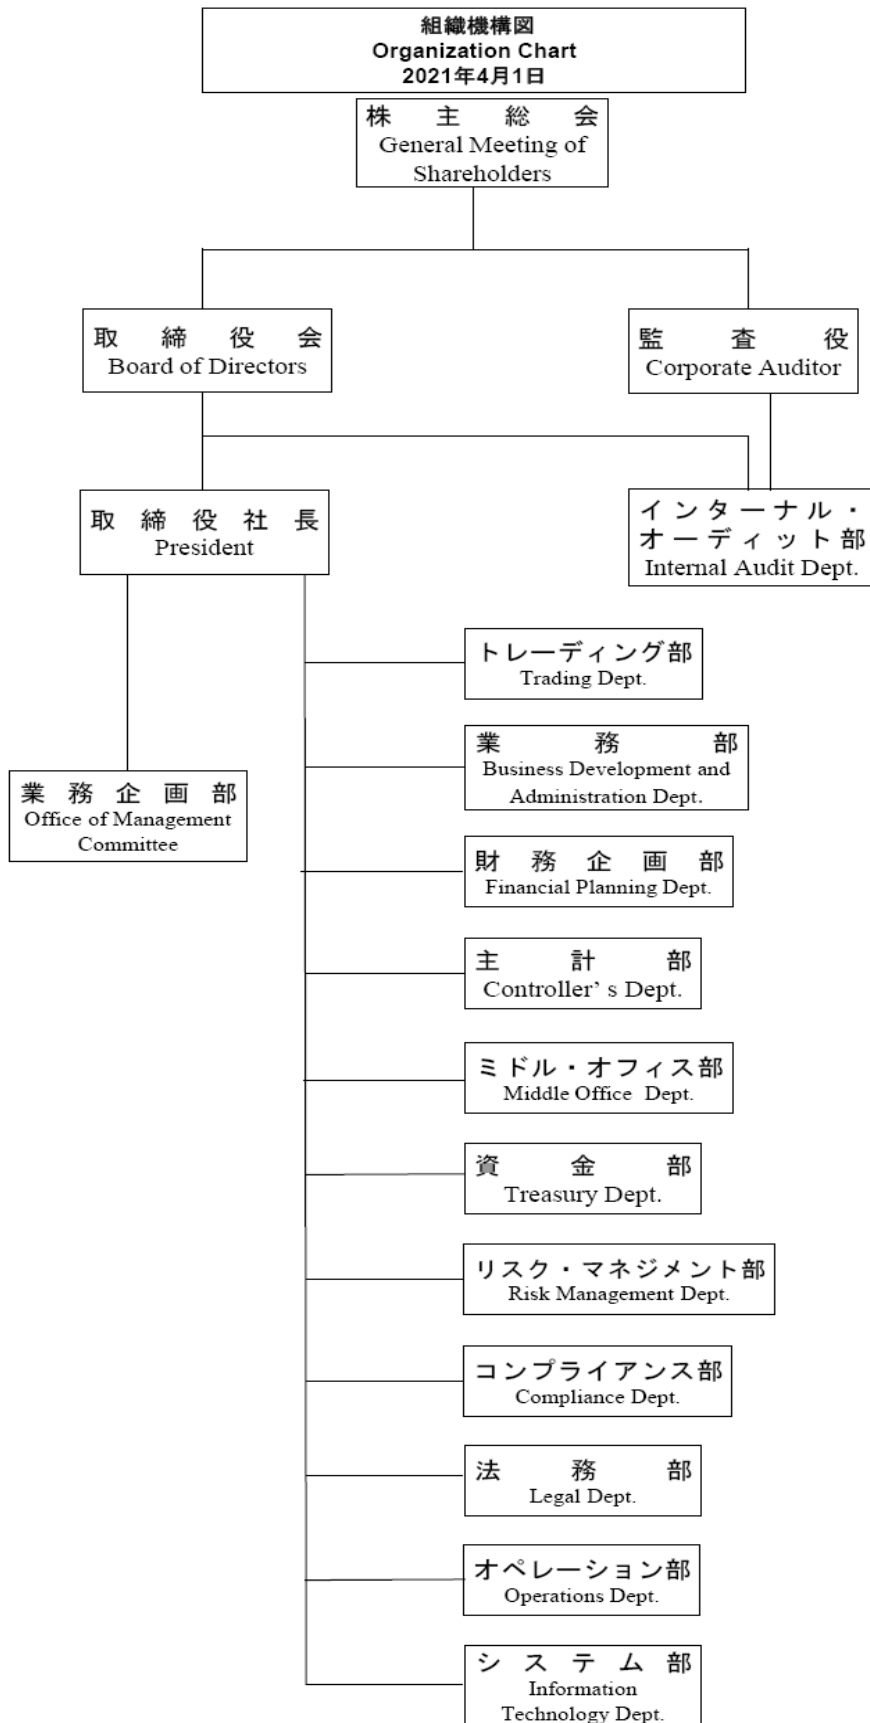 組織機構図
Organization Chart
2021年4月1日
株主総会
General Meeting of
Shareholders
取締役会
Board of Directors
監査役
Corporate Auditor
取締役社長
President
インターナル・
オーディット部
Internal Audit Dept.
トレーディング部
Trading Dept.
業務部
Business Development and
Administration Dept.
業務企画部
Office of Management
Committee
財務企画部
Financial Planning Dept.
主計部
Controller’ s Dept.
ミドル・オフィス部
Middle Office Dept.
資金部
Treasury Dept.
リスク・マネジメント部
Risk Management Dept.
コンプライアンス部
Compliance Dept.
法務部
Legal Dept.
オペレーション部
Operations Dept.
システム部
Information
Technology Dept.